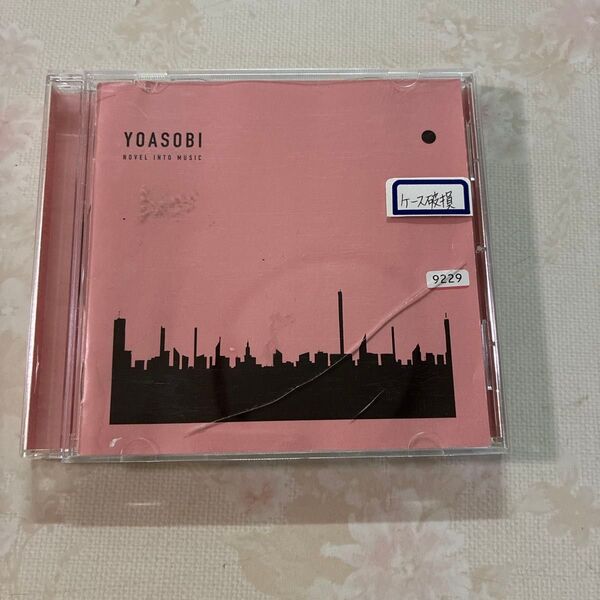 YOASOBI
NOVEL INTO MUSIC
ケース破損
9229